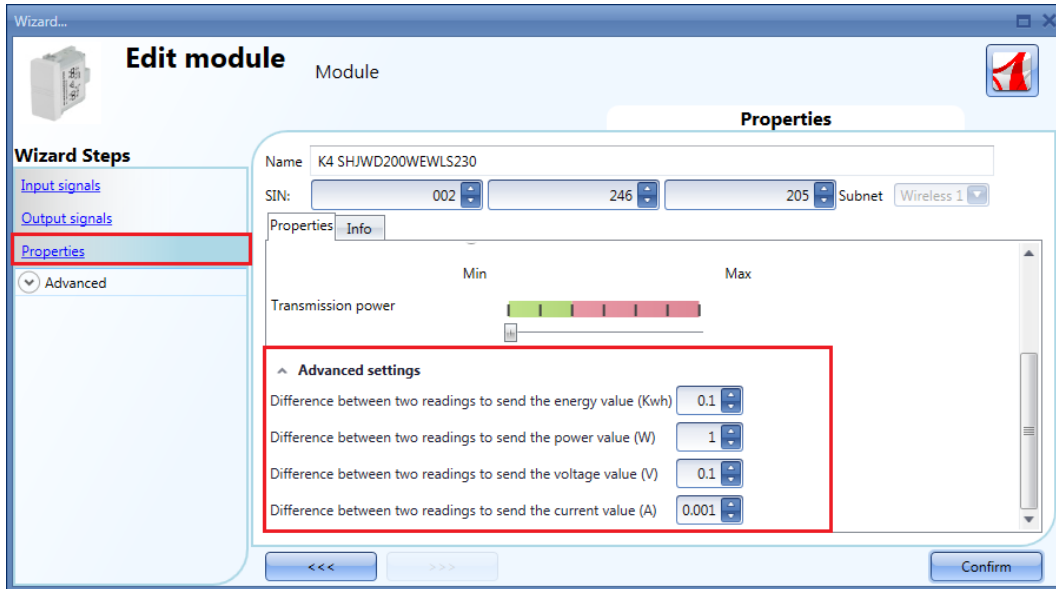 Wizard...
Edit module
Module
Properties
Wizard Steps
Input signals
Output signals
Properties
Advanced
Name K4 SHJWD200WEWLS230
SIN: 002 246 205 Subnet Wireless 1
Properties Info
Min Max
Transmission power
Advanced settings
Difference between two readings to send the energy value (Kwh) 0.1
Difference between two readings to send the power value (W) 1
Difference between two readings to send the voltage value (V) 0.1
Difference between two readings to send the current value (A) 0.001
<<< >>> Confirm